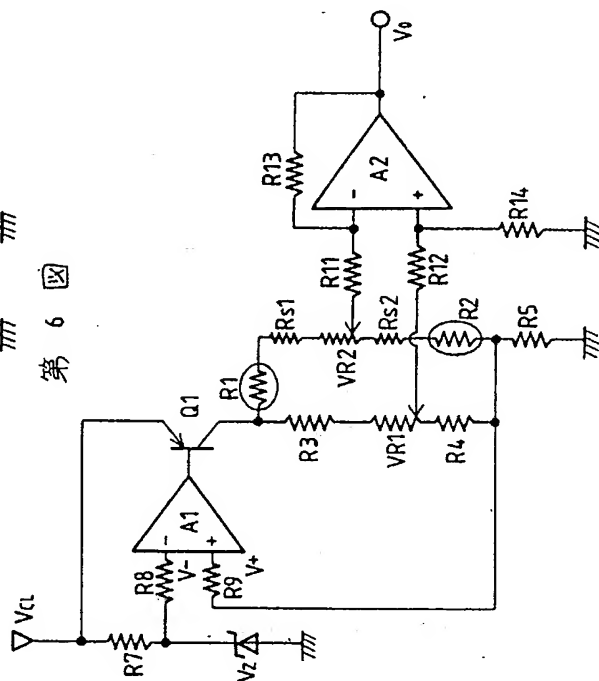 第 6 図
VCL
R7
Vz
R8
V-
R9
V+
A1
-
+
Q1
R1
R3
VR1
R4
Rs1
VR2
Rs2
R2
R5
R11
R12
R13
-
+
A2
R14
Vo